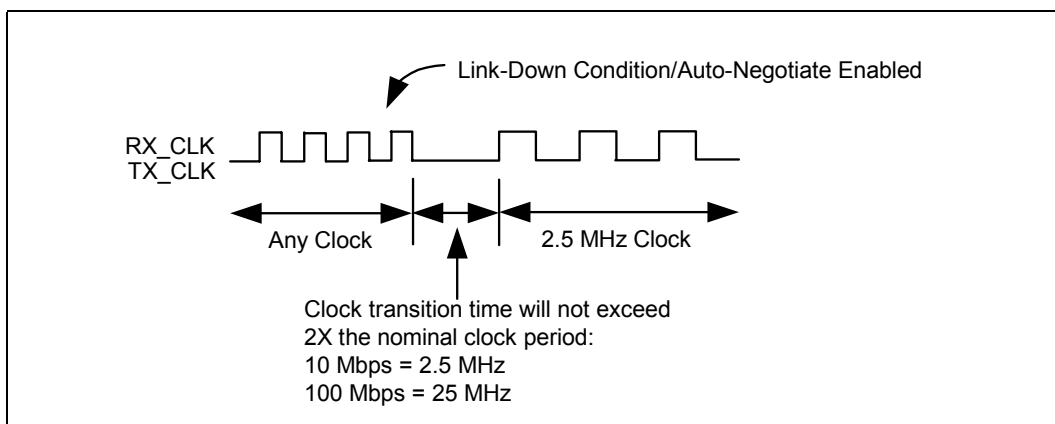 Link-Down Condition/Auto-Negotiate Enabled
RX_CLK
TX_CLK
Any Clock
2.5 MHz Clock
Clock transition time will not exceed
2X the nominal clock period:
10 Mbps = 2.5 MHz
100 Mbps = 25 MHz